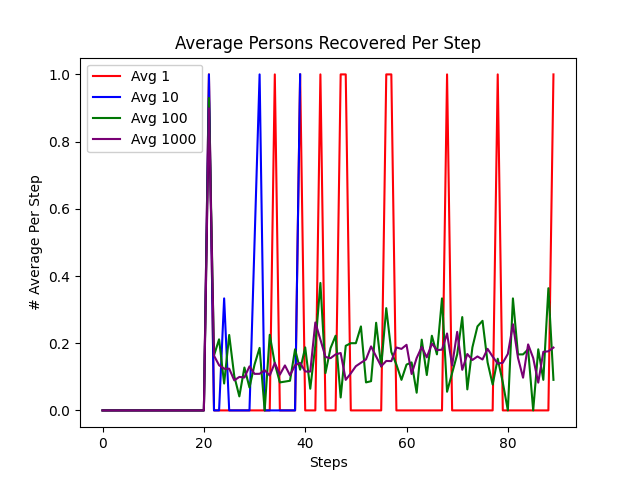 Average Persons Recovered Per Step
Avg 1
Avg 10
Avg 100
Avg 1000
# Average Per Step
1.0
0.8
0.6
0.4
0.2
0.0
0 20 40 60 80
Steps